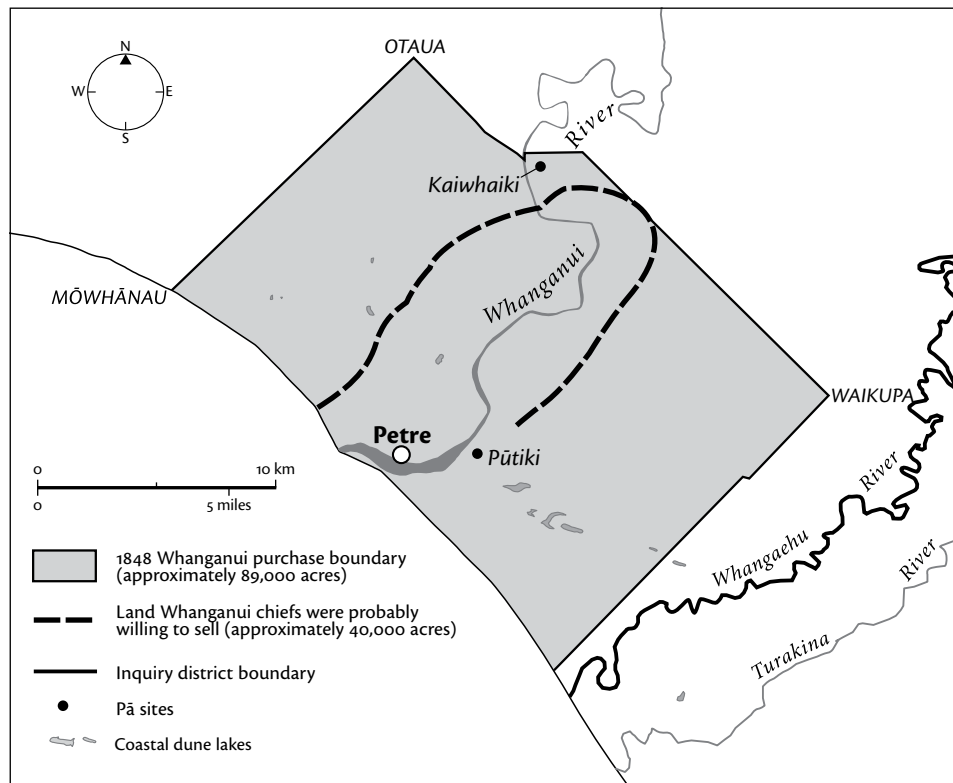 OTAUA
N
W
E
S
River
Kaiwhaiki
Whanganui
MŌWHĀNAU
WAIKUPA
Petre
Pūtiki
0
10 km
0
5 miles
River
Whangaehu
River
Turakina
1848 Whanganui purchase boundary
(approximately 89,000 acres)
Land Whanganui chiefs were probably
willing to sell (approximately 40,000 acres)
Inquiry district boundary
Pā sites
Coastal dune lakes